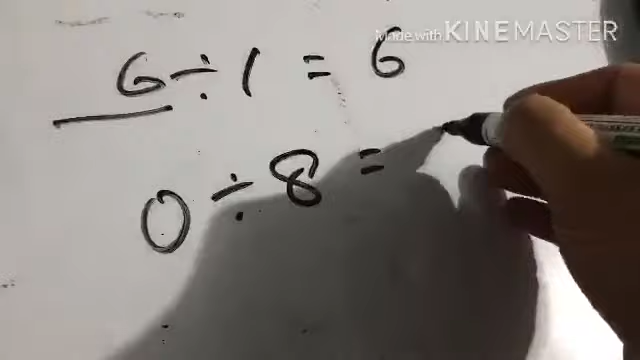 Made with KINEMASTER
6 ÷ 1 = 6
0 ÷ 8 =